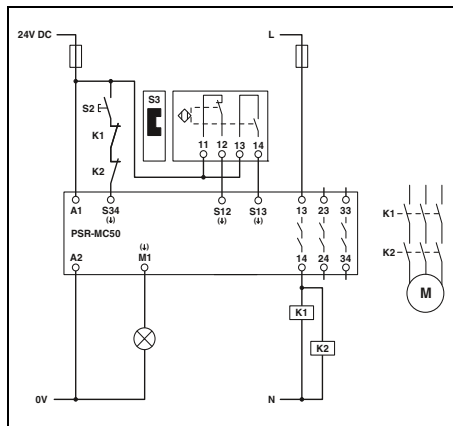 24V DC
L
S2
S3
K1
11 12 13 14
K2
A1 S34 S12 S13 13 23 33
(↓) (↓) (↓)
PSR-MC50
(↓)
A2 M1 14 24 34
K1
K2
K1
K2
M
0V
N